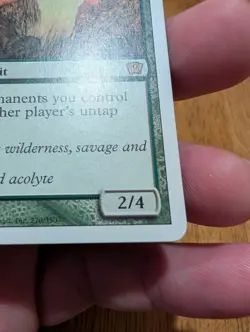 it
manents you control
her player's untap
wilderness, savage and
d acolyte
2/4